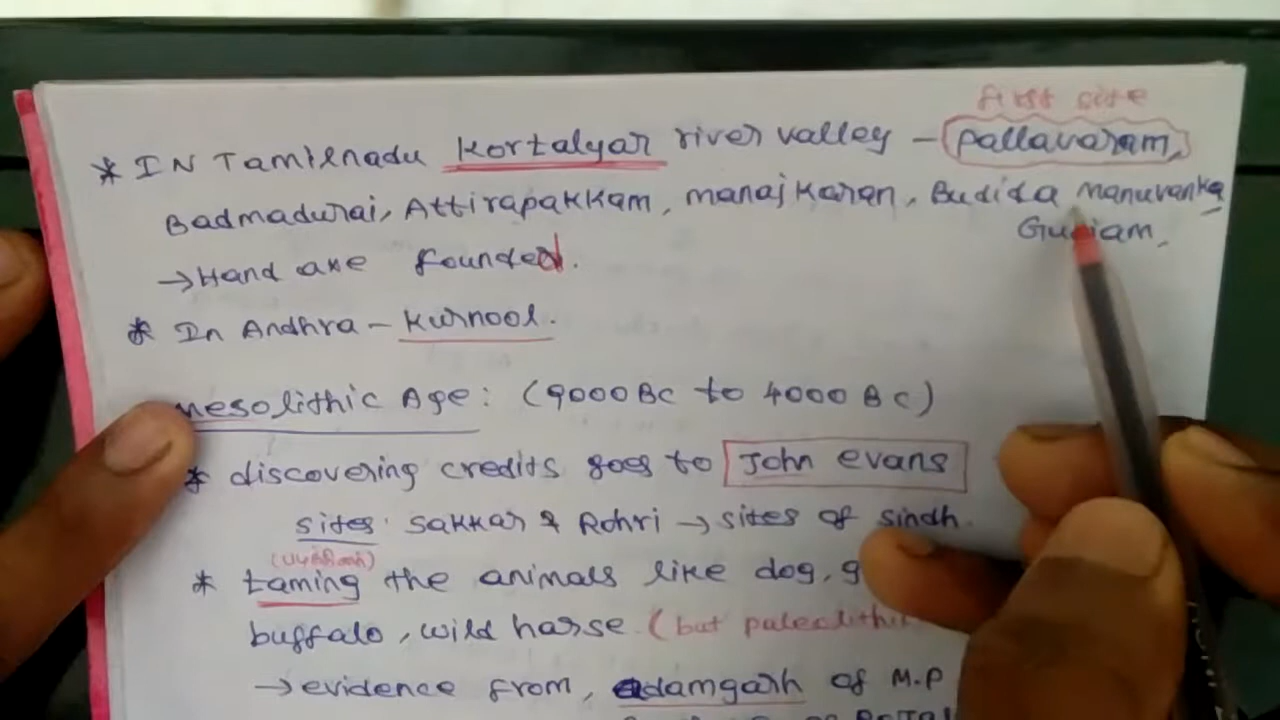 first site
* IN Tamilnadu Kortalyar river valley - pallavaram,
Badmadurai, Attirapakkam, manajkaran, Budida manuvanka,
Gudiam,
→ Hand axe founded.
* In Andhra - Kurnool.
mesolithic Age: (9000 BC to 4000 BC)
* discovering credits goes to John evans
sites: sakkar & Rohri → sites of sindh.
* taming the animals like dog, g
buffalo, wild harse (but paleolithi
→ evidence from, adamgarh of M.P